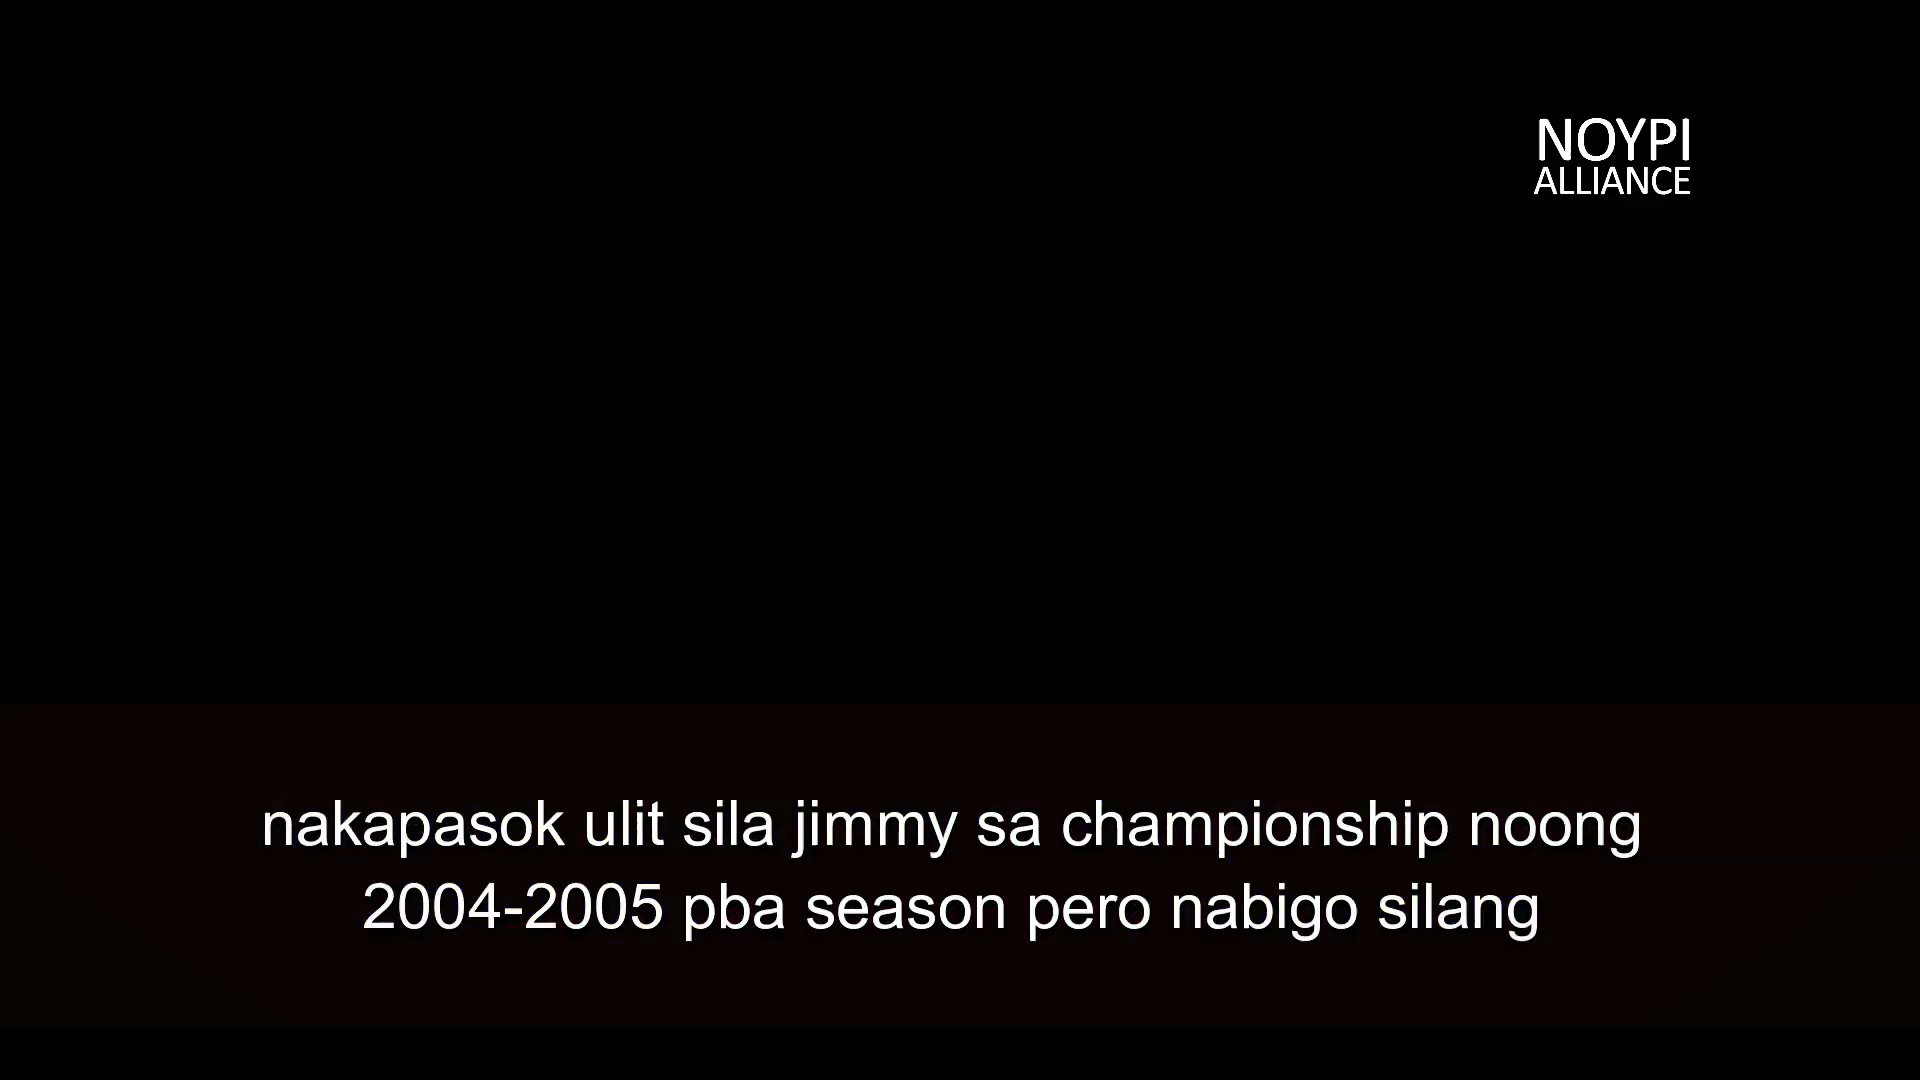 NOYPI
ALLIANCE
nakapasok ulit sila jimmy sa championship noong
2004-2005 pba season pero nabigo silang